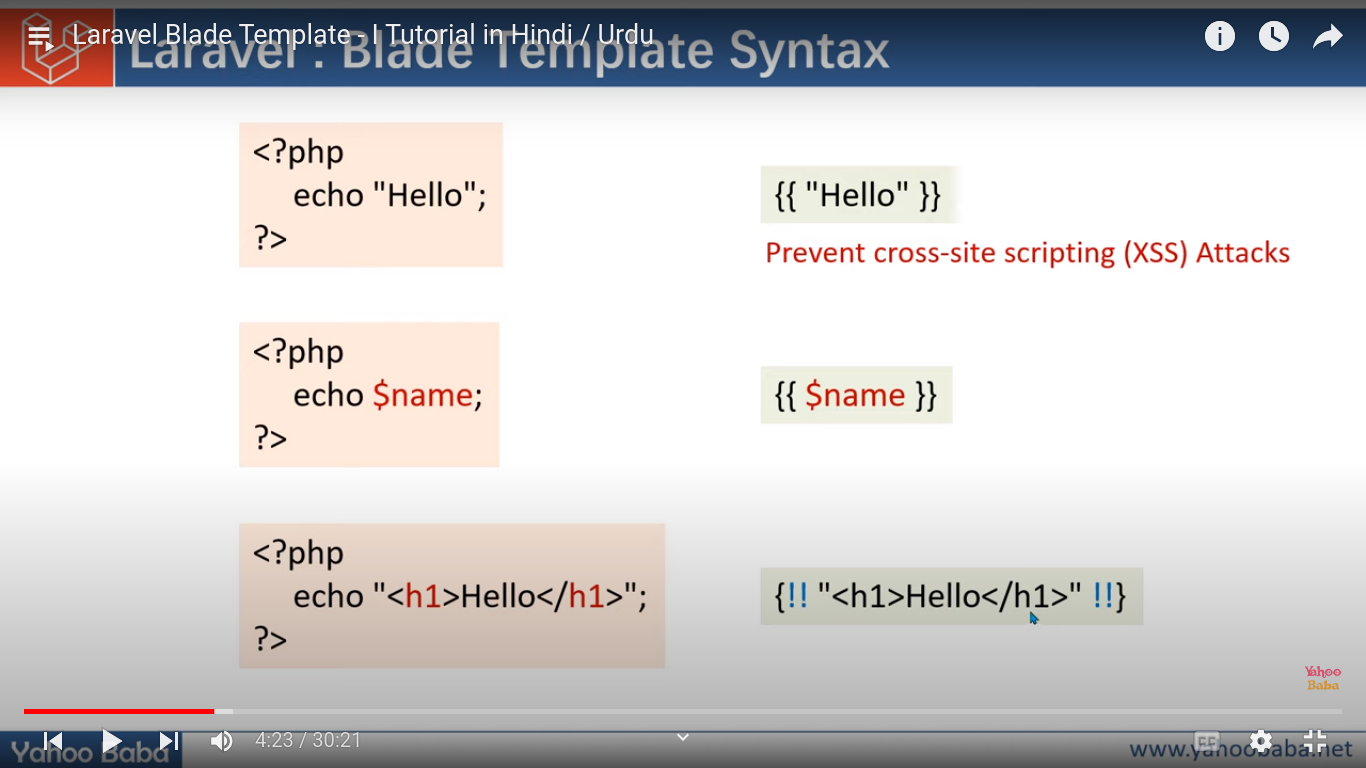 Laravel Blade Template - I Tutorial in Hindi / Urdu
Laravel : Blade Template Syntax
<?php
echo "Hello";
?>
{{ "Hello" }}
Prevent cross-site scripting (XSS) Attacks
<?php
echo $name;
?>
{{ $name }}
<?php
echo "<h1>Hello</h1>";
?>
{!! "<h1>Hello</h1>" !!}
Yahoo
Baba
4:23 / 30:21
CC
Yahoo Baba
www.yahoobaba.net